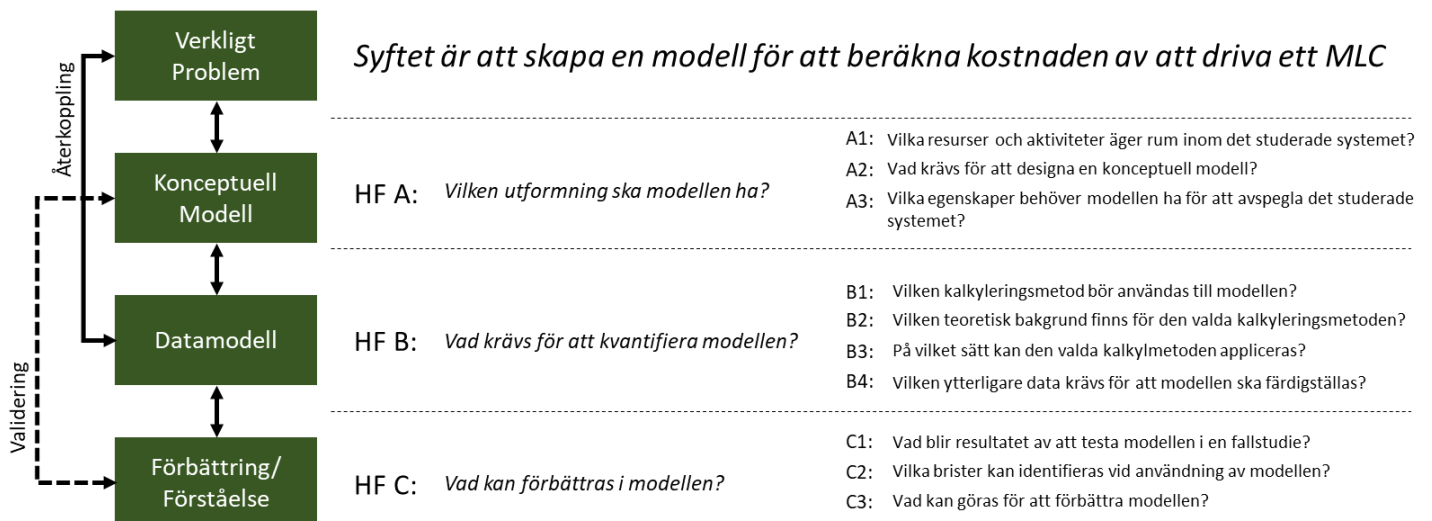 Verkligt
Problem
Syftet är att skapa en modell för att beräkna kostnaden av att driva ett MLC
Återkoppling
Konceptuell
Modell
HF A: Vilken utformning ska modellen ha?
A1: Vilka resurser och aktiviteter äger rum inom det studerade systemet?
A2: Vad krävs för att designa en konceptuell modell?
A3: Vilka egenskaper behöver modellen ha för att avspegla det studerade
systemet?
Datamodell
HF B: Vad krävs för att kvantifiera modellen?
B1: Vilken kalkyleringsmetod bör användas till modellen?
B2: Vilken teoretisk bakgrund finns för den valda kalkyleringsmetoden?
B3: På vilket sätt kan den valda kalkylmetoden appliceras?
B4: Vilken ytterligare data krävs för att modellen ska färdigställas?
Validering
Förbättring/
Förståelse
HF C: Vad kan förbättras i modellen?
C1: Vad blir resultatet av att testa modellen i en fallstudie?
C2: Vilka brister kan identifieras vid användning av modellen?
C3: Vad kan göras för att förbättra modellen?